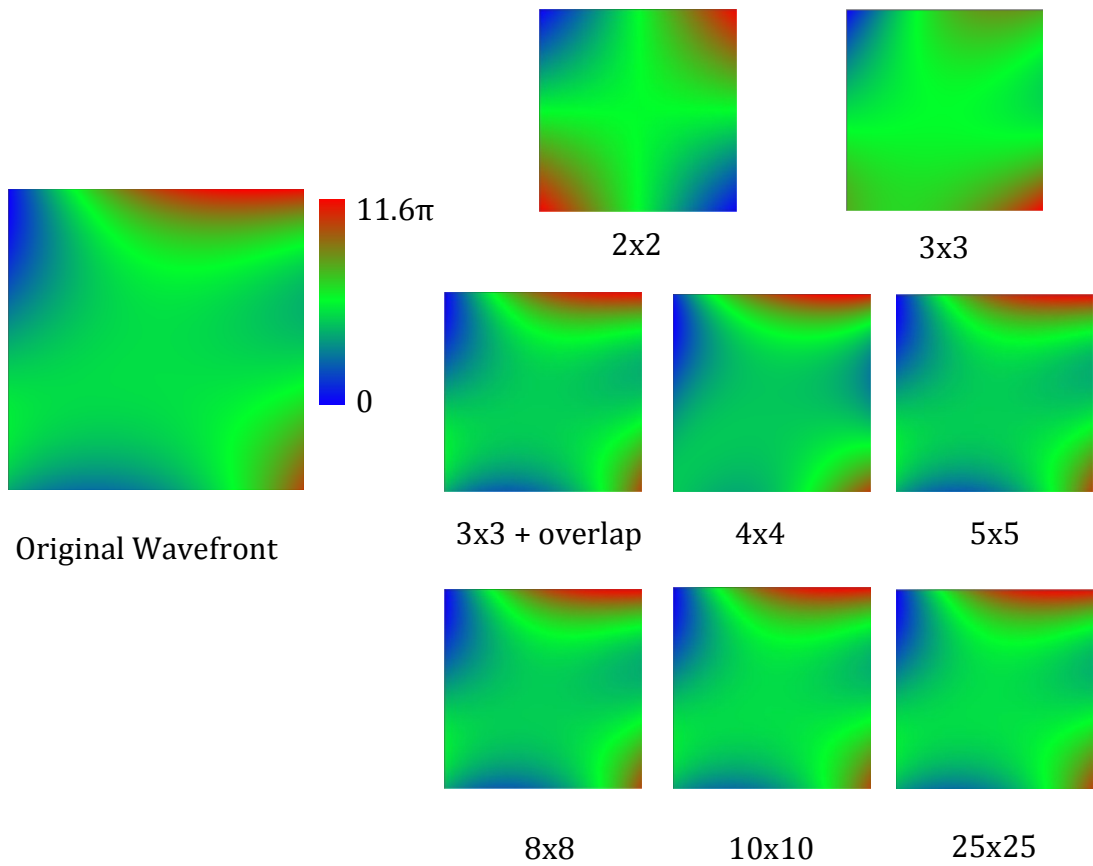 2x2
3x3
11.6π
0
Original Wavefront
3x3 + overlap
4x4
5x5
8x8
10x10
25x25